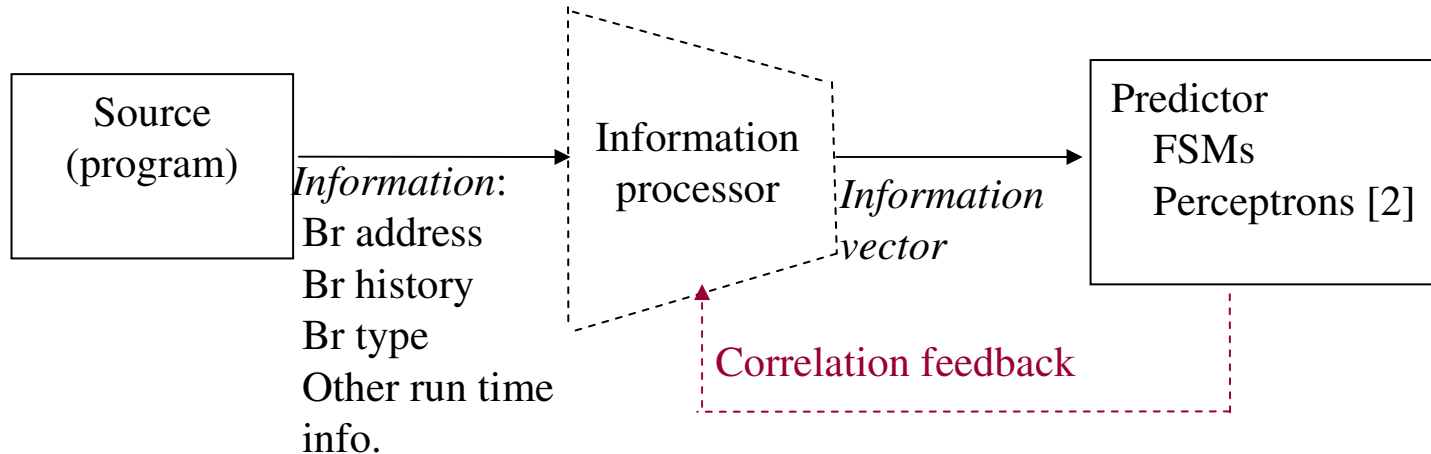 Source
(program)
Information:
Br address
Br history
Br type
Other run time
info.
Information
processor
Information
vector
Predictor
FSMs
Perceptrons [2]
Correlation feedback